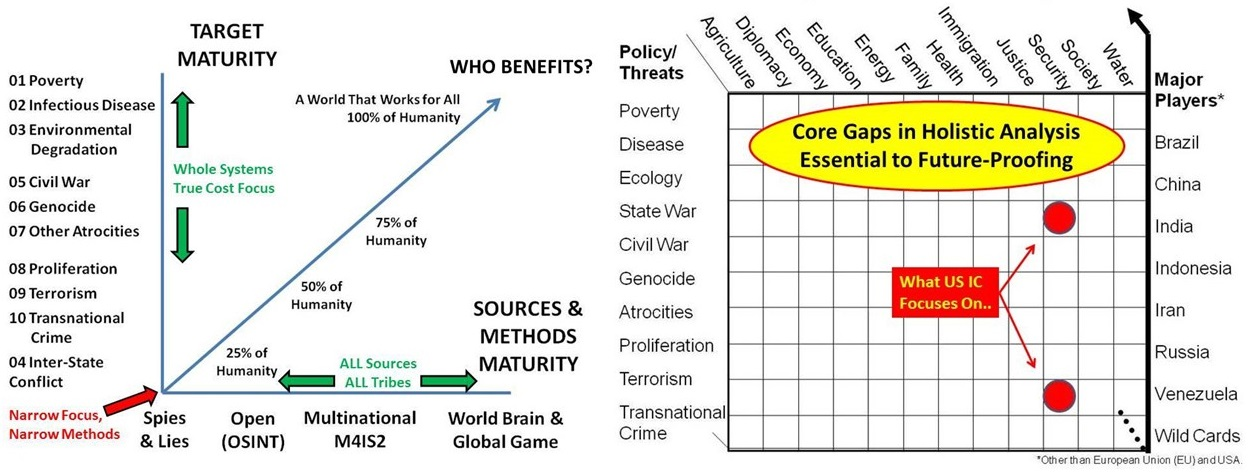 TARGET
MATURITY
WHO BENEFITS?
01 Poverty
02 Infectious Disease
03 Environmental
Degradation
05 Civil War
06 Genocide
07 Other Atrocities
08 Proliferation
09 Terrorism
10 Transnational
Crime
04 Inter-State
Conflict
Whole Systems
True Cost Focus
A World That Works for All
100% of Humanity
75% of
Humanity
50% of
Humanity
25% of
Humanity
SOURCES &
METHODS
MATURITY
ALL Sources
ALL Tribes
Narrow Focus,
Narrow Methods
Spies
& Lies
Open
(OSINT)
Multinational
M4IS2
World Brain &
Global Game
Policy/
Threats
Agriculture
Diplomacy
Economy
Education
Energy
Family
Health
Immigration
Justice
Security
Society
Water
Major
Players*
Poverty
Disease
Ecology
State War
Civil War
Genocide
Atrocities
Proliferation
Terrorism
Transnational
Crime
Core Gaps in Holistic Analysis
Essential to Future-Proofing
What US IC
Focuses On..
Brazil
China
India
Indonesia
Iran
Russia
Venezuela
Wild Cards
*Other than European Union (EU) and USA.